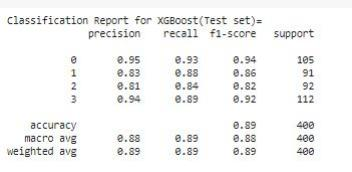 Classification Report for XGBoost(Test set)=
precision recall f1-score support
0 0.95 0.93 0.94 105
1 0.83 0.88 0.86 91
2 0.81 0.84 0.82 92
3 0.94 0.89 0.92 112
accuracy 0.89 400
macro avg 0.88 0.89 0.88 400
weighted avg 0.89 0.89 0.89 400